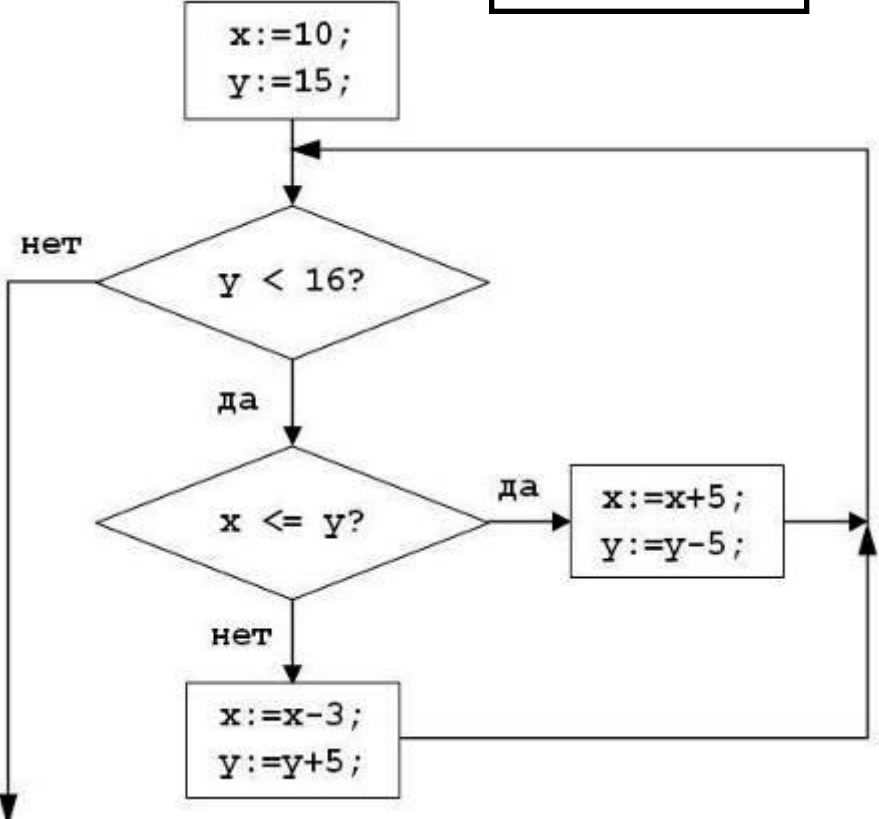 x:=10;
y:=15;
нет
y < 16?
да
x <= y?
да
x:=x+5;
y:=y-5;
нет
x:=x-3;
y:=y+5;